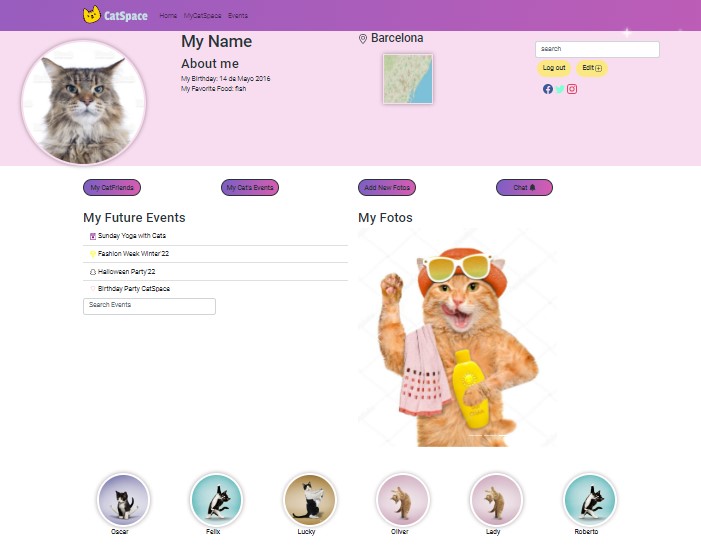 CatSpace
Home MyCatSpace Events
My Name
About me
My Birthday: 14 de Mayo 2016
My Favorite Food: fish
Barcelona
search
Log out Edit
My CatFriends My Cat's Events Add New Fotos Chat
My Future Events
Sunday Yoga with Cats
Fashion Week Winter'22
Halloween Party'22
Birthday Party CatSpace
Search Events
My Fotos
Oscar Felix Lucky Oliver Lady Roberto